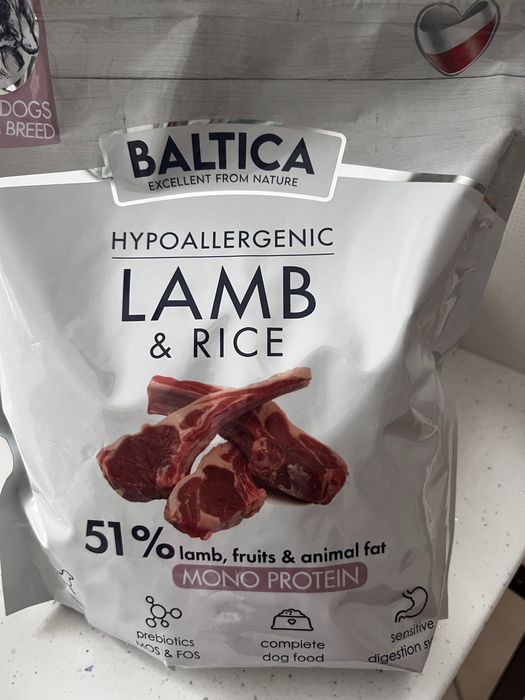 DOGS
BREED
BALTICA
EXCELLENT FROM NATURE
HYPOALLERGENIC
LAMB
& RICE
51% lamb, fruits & animal fat
MONO PROTEIN
prebiotics
MOS & FOS
complete
dog food
sensitive
digestion